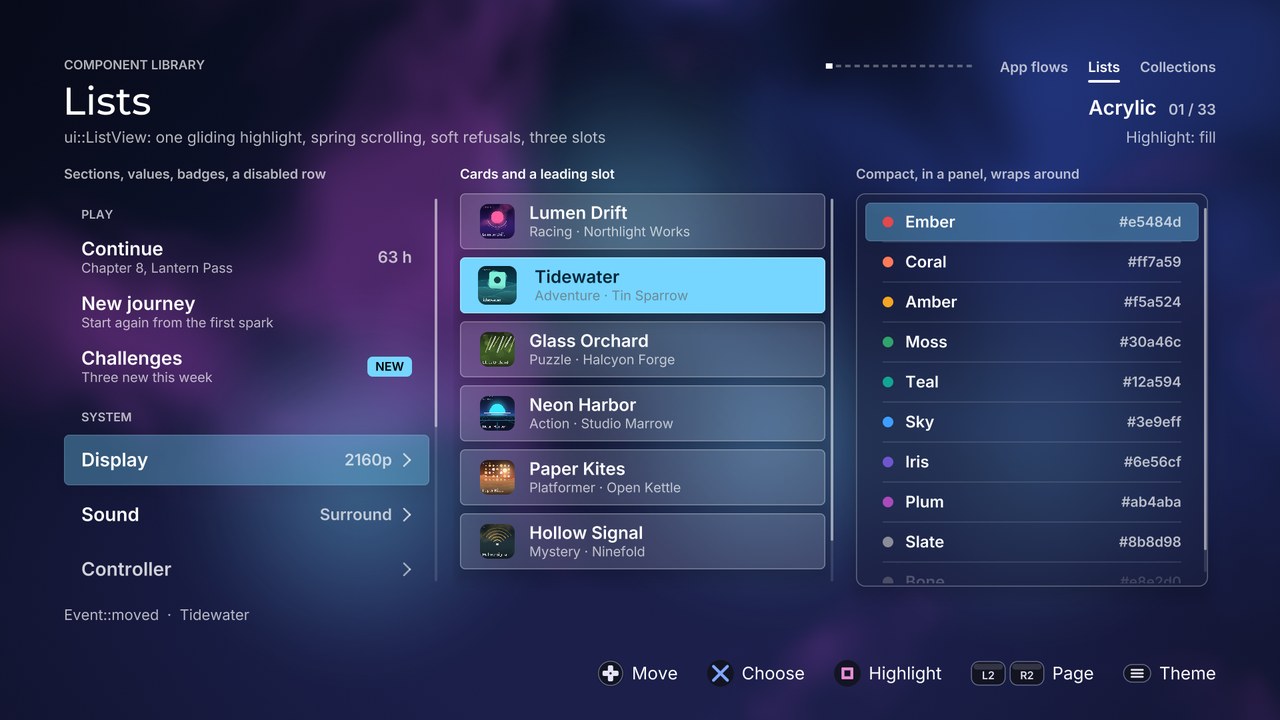 COMPONENT LIBRARY
Lists
ui::ListView: one gliding highlight, spring scrolling, soft refusals, three slots
App flows
Lists
Collections
Acrylic 01 / 33
Highlight: fill
Sections, values, badges, a disabled row
PLAY
Continue
63 h
Chapter 8, Lantern Pass
New journey
Start again from the first spark
Challenges
NEW
Three new this week
SYSTEM
Display 2160p
Sound Surround
Controller
Event::moved · Tidewater
Cards and a leading slot
Lumen Drift
Racing · Northlight Works
Tidewater
Adventure · Tin Sparrow
Glass Orchard
Puzzle · Halcyon Forge
Neon Harbor
Action · Studio Marrow
Paper Kites
Platformer · Open Kettle
Hollow Signal
Mystery · Ninefold
Compact, in a panel, wraps around
Ember #e5484d
Coral #ff7a59
Amber #f5a524
Moss #30a46c
Teal #12a594
Sky #3e9eff
Iris #6e56cf
Plum #ab4aba
Slate #8b8d98
Bone #e8e2d0
Move
Choose
Highlight
L2 R2 Page
Theme